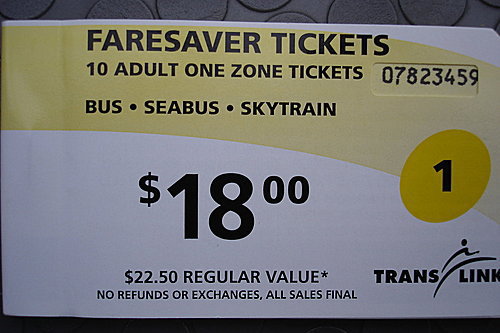 FARESAVER TICKETS
10 ADULT ONE ZONE TICKETS 07823459
BUS • SEABUS • SKYTRAIN
1
$18 00
$22.50 REGULAR VALUE*
NO REFUNDS OR EXCHANGES, ALL SALES FINAL
TRANS LINK